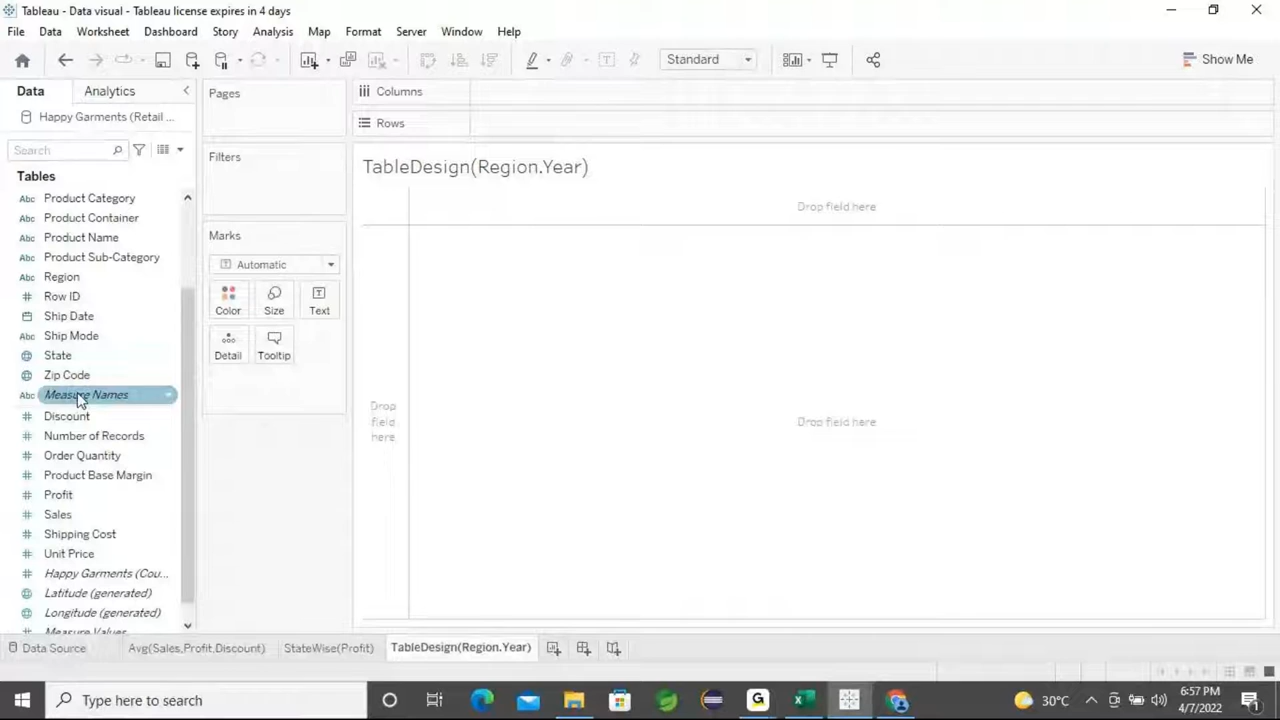 Tableau - Data visual - Tableau license expires in 4 days
File Data Worksheet Dashboard Story Analysis Map Format Server Window Help
Standard
Show Me
Data Analytics
Pages
Columns
Happy Garments (Retail ...
Rows
Search
Filters
TableDesign(Region.Year)
Tables
Product Category
Product Container
Product Name
Product Sub-Category
Region
Row ID
Ship Date
Ship Mode
State
Zip Code
Measure Names
Discount
Number of Records
Order Quantity
Product Base Margin
Profit
Sales
Shipping Cost
Unit Price
Happy Garments (Cou...
Latitude (generated)
Longitude (generated)
Measure Values
Marks
Automatic
Color Size Text
Detail Tooltip
Drop field here
Drop
field
here
Drop field here
Data Source Avg(Sales,Profit,Discount) StateWise(Profit) TableDesign(Region.Year)
Type here to search
30°C
6:57 PM
4/7/2022